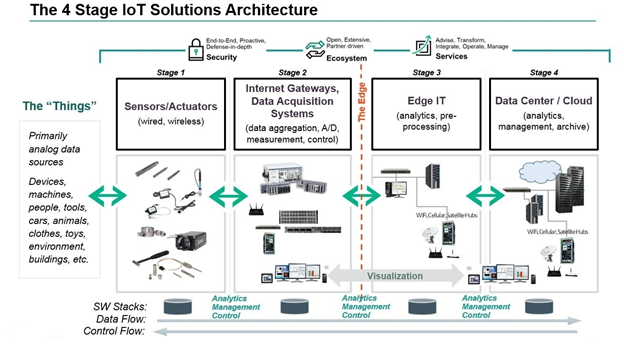 The 4 Stage IoT Solutions Architecture
End-to-End, Proactive,
Defense-in-depth
Security
Open, Extensive,
Partner driven
Ecosystem
Advise, Transform,
Integrate, Operate, Manage
Services
Stage 1
Stage 2
Stage 3
Stage 4
The "Things"
Primarily
analog data
sources
Devices,
machines,
people, tools,
cars, animals,
clothes, toys,
environment,
buildings, etc.
Sensors/Actuators
(wired, wireless)
Internet Gateways,
Data Acquisition
Systems
(data aggregation, A/D,
measurement, control)
The Edge
Edge IT
(analytics, pre-
processing)
Data Center / Cloud
(analytics,
management, archive)
WiFi,Cellular,SatelliteHubs
WiFi,Cellular,SatelliteHubs
Visualization
SW Stacks:
Analytics
Management
Control
Analytics
Management
Control
Analytics
Management
Control
Data Flow:
Control Flow: